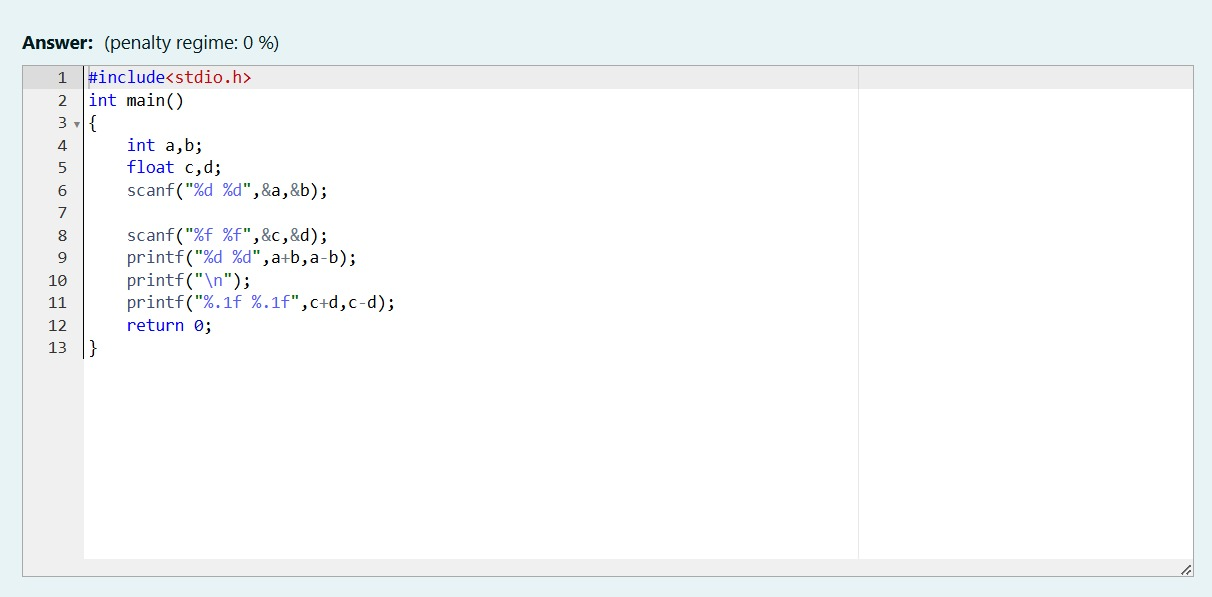 Answer: (penalty regime: 0 %)
1 #include<stdio.h>
2 int main()
3 {
4     int a,b;
5     float c,d;
6     scanf("%d %d",&a,&b);
7
8     scanf("%f %f",&c,&d);
9     printf("%d %d",a+b,a-b);
10     printf("\n");
11     printf("%.1f %.1f",c+d,c-d);
12     return 0;
13 }